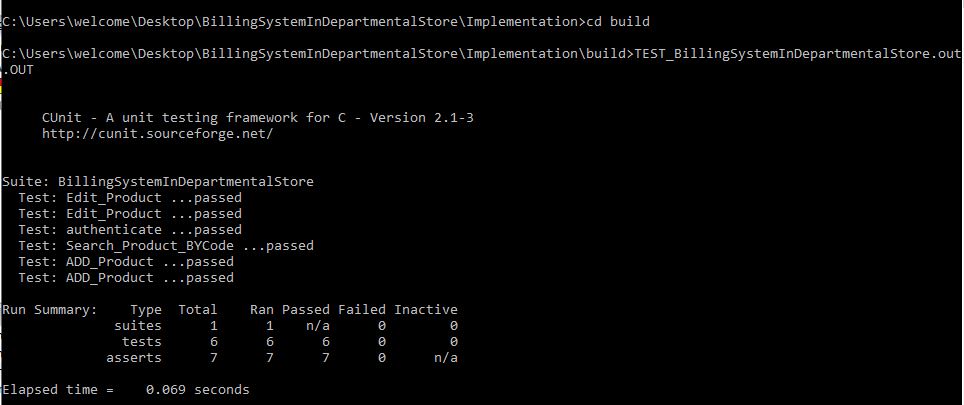 C:\Users\welcome\Desktop\BillingSystemInDepartmentalStore\Implementation>cd build
C:\Users\welcome\Desktop\BillingSystemInDepartmentalStore\Implementation\build>TEST_BillingSystemInDepartmentalStore.out
.OUT
CUnit - A unit testing framework for C - Version 2.1-3
http://cunit.sourceforge.net/
Suite: BillingSystemInDepartmentalStore
Test: Edit_Product ...passed
Test: Edit_Product ...passed
Test: authenticate ...passed
Test: Search_Product_BYCode ...passed
Test: ADD_Product ...passed
Test: ADD_Product ...passed
Run Summary:    Type  Total    Ran Passed Failed Inactive
suites      1      1    n/a      0        0
tests      6      6      6      0        0
asserts      7      7      7      0      n/a
Elapsed time =    0.069 seconds